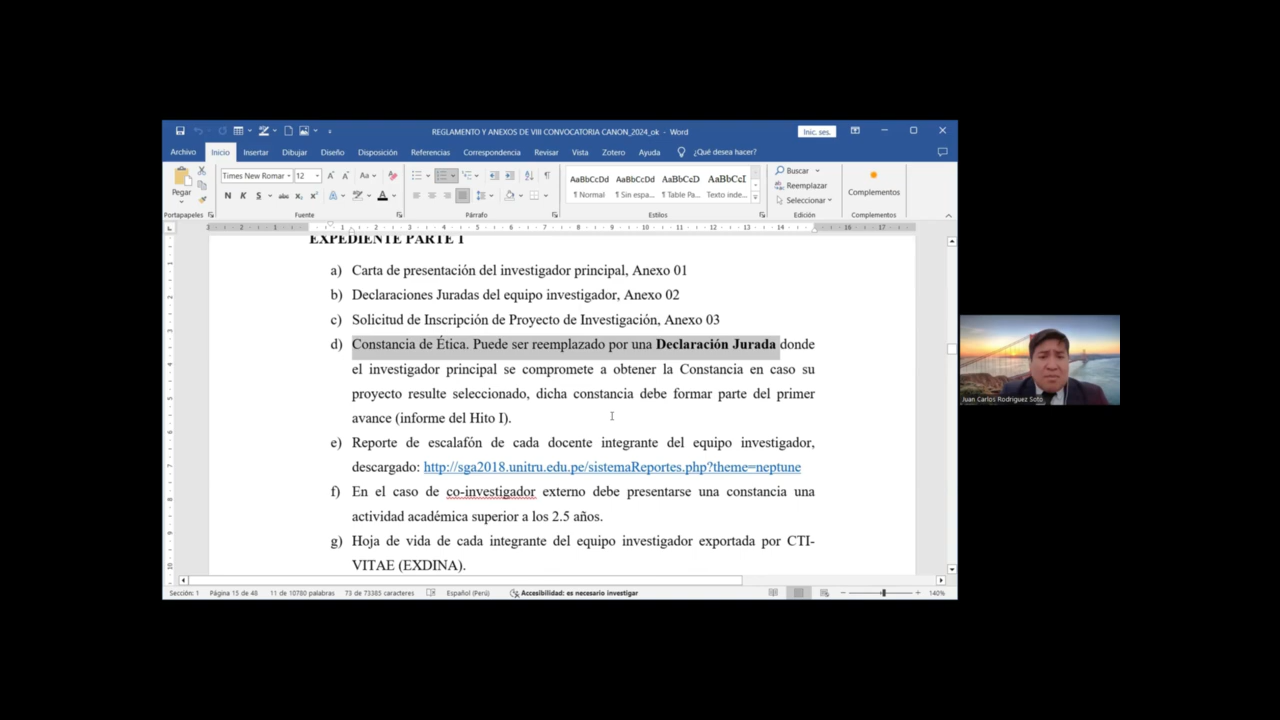 REGLAMENTO Y ANEXOS DE VIII CONVOCATORIA CANON_2024_ok - Word
Inic. ses.
Archivo Inicio Insertar Dibujar Diseño Disposición Referencias Correspondencia Revisar Vista Zotero Ayuda ¿Qué desea hacer?
Pegar
Times New Romar 12
N K S abc x₂ x²
AaBbCcDd AaBbCcDd AaBbCcD AaBbCcI
¶ Normal ¶ Sin espa... ¶ Table Pa... Texto inde...
Buscar
Reemplazar
Seleccionar
Complementos
Portapapeles Fuente Párrafo Estilos Edición Complementos
EXPEDIENTE PARTE 1
a) Carta de presentación del investigador principal, Anexo 01
b) Declaraciones Juradas del equipo investigador, Anexo 02
c) Solicitud de Inscripción de Proyecto de Investigación, Anexo 03
d) Constancia de Ética. Puede ser reemplazado por una Declaración Jurada donde
el investigador principal se compromete a obtener la Constancia en caso su
proyecto resulte seleccionado, dicha constancia debe formar parte del primer
avance (informe del Hito I).
e) Reporte de escalafón de cada docente integrante del equipo investigador,
descargado: http://sga2018.unitru.edu.pe/sistemaReportes.php?theme=neptune
f) En el caso de co-investigador externo debe presentarse una constancia una
actividad académica superior a los 2.5 años.
g) Hoja de vida de cada integrante del equipo investigador exportada por CTI-
VITAE (EXDINA).
Sección: 1 Página 15 de 48 11 de 10780 palabras 73 de 73385 caracteres Español (Perú) Accesibilidad: es necesario investigar 140%
Juan Carlos Rodriguez Soto